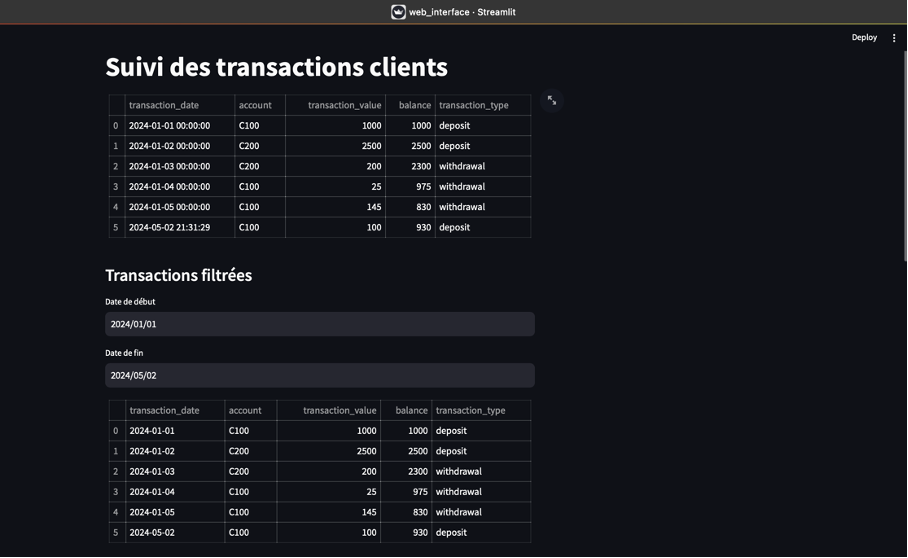 web_interface · Streamlit
Deploy
Suivi des transactions clients
transaction_date account transaction_value balance transaction_type
0 2024-01-01 00:00:00 C100 1000 1000 deposit
1 2024-01-02 00:00:00 C200 2500 2500 deposit
2 2024-01-03 00:00:00 C200 200 2300 withdrawal
3 2024-01-04 00:00:00 C100 25 975 withdrawal
4 2024-01-05 00:00:00 C100 145 830 withdrawal
5 2024-05-02 21:31:29 C100 100 930 deposit
Transactions filtrées
Date de début
2024/01/01
Date de fin
2024/05/02
transaction_date account transaction_value balance transaction_type
0 2024-01-01 C100 1000 1000 deposit
1 2024-01-02 C200 2500 2500 deposit
2 2024-01-03 C200 200 2300 withdrawal
3 2024-01-04 C100 25 975 withdrawal
4 2024-01-05 C100 145 830 withdrawal
5 2024-05-02 C100 100 930 deposit